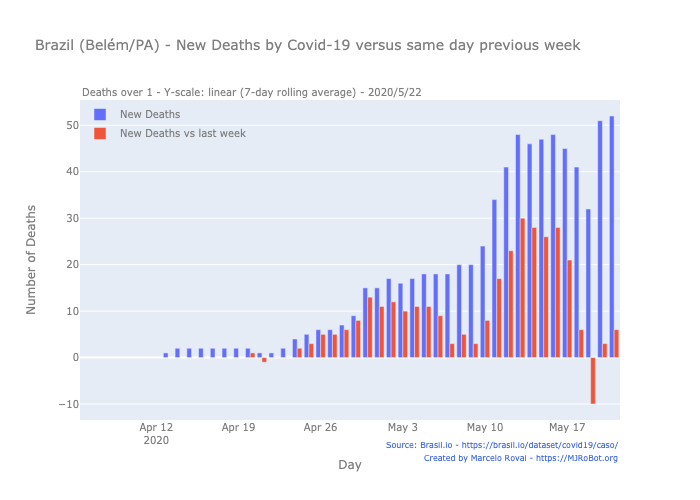 Brazil (Belém/PA) - New Deaths by Covid-19 versus same day previous week
Deaths over 1 - Y-scale: linear (7-day rolling average) - 2020/5/22
New Deaths
New Deaths vs last week
50
40
30
20
10
0
−10
Number of Deaths
Apr 12 Apr 19 Apr 26 May 3 May 10 May 17
2020
Source: Brasil.io - https://brasil.io/dataset/covid19/caso/
Created by Marcelo Rovai - https://MJRoBot.org
Day